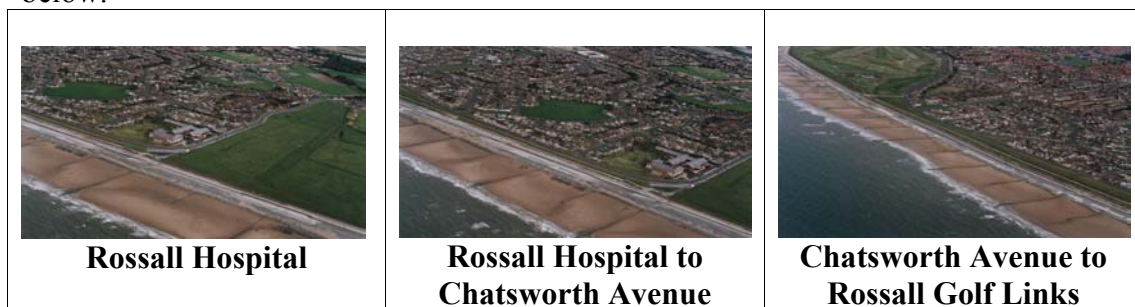 below.
Rossall Hospital
Rossall Hospital to
Chatsworth Avenue
Chatsworth Avenue to
Rossall Golf Links